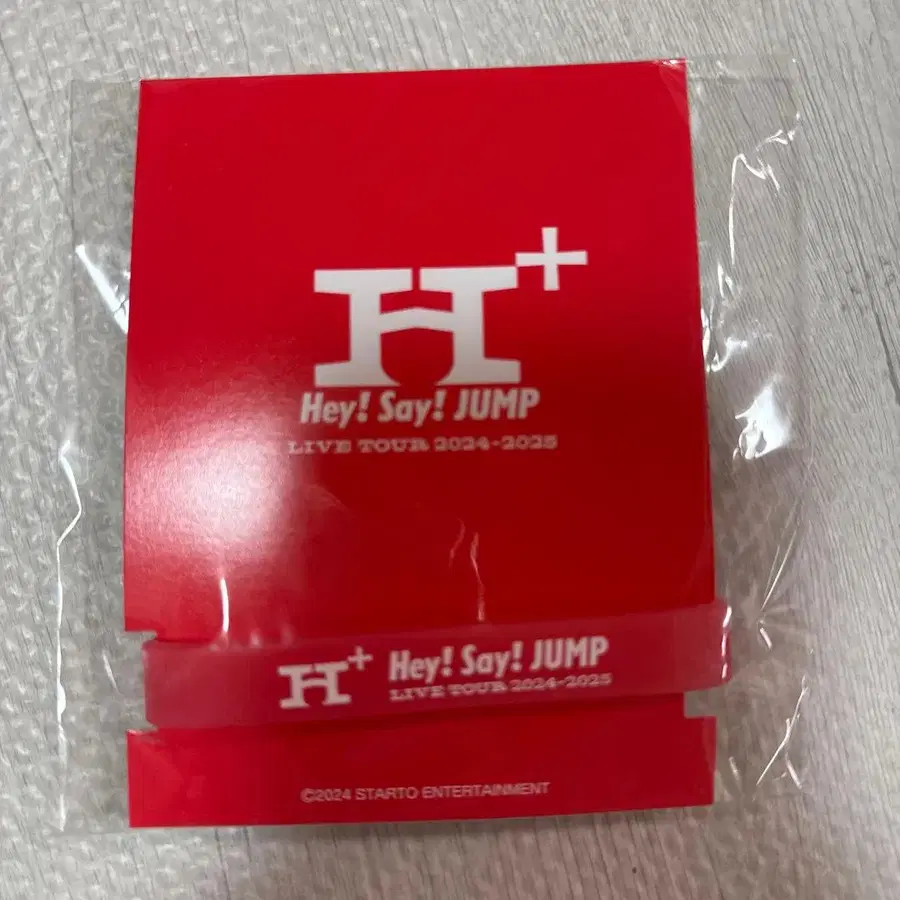 H+
Hey! Say! JUMP
LIVE TOUR 2024-2025
H+ Hey! Say! JUMP
LIVE TOUR 2024-2025
©2024 STARTO ENTERTAINMENT